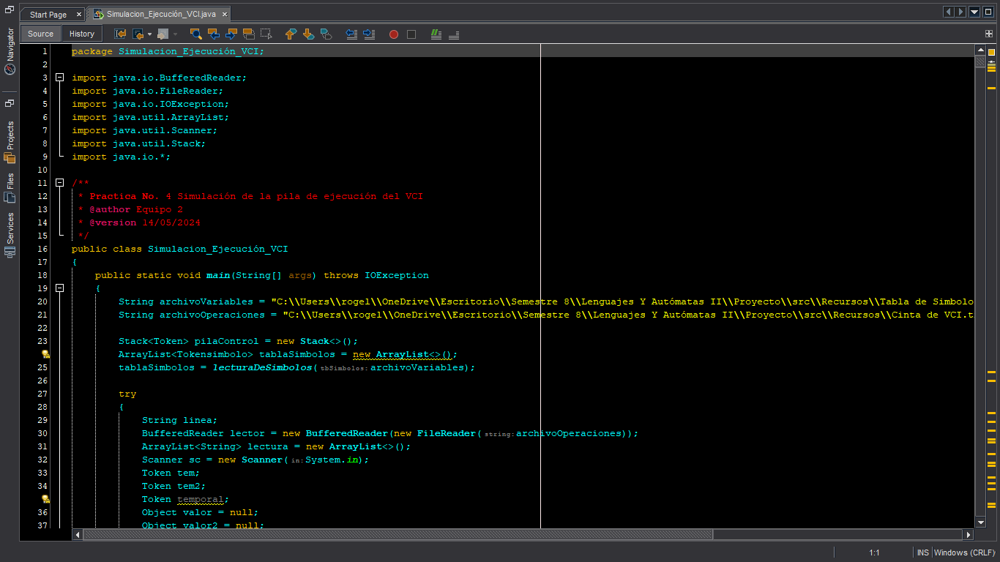 Start Page
Simulacion_Ejecución_VCI.java
Source
History
Navigator
Projects
Files
Services
1 package Simulacion_Ejecución_VCI;
2
3 import java.io.BufferedReader;
4 import java.io.FileReader;
5 import java.io.IOException;
6 import java.util.ArrayList;
7 import java.util.Scanner;
8 import java.util.Stack;
9 import java.io.*;
10
11 /**
12 * Practica No. 4 Simulación de la pila de ejecución del VCI
13 * @author Equipo 2
14 * @version 14/05/2024
15 */
16 public class Simulacion_Ejecución_VCI
17 {
18 public static void main(String[] args) throws IOException
19 {
20 String archivoVariables = "C:\\Users\\rogel\\OneDrive\\Escritorio\\Semestre 8\\Lenguajes Y Autómatas II\\Proyecto\\src\\Recursos\\Tabla de Simbolo
21 String archivoOperaciones = "C:\\Users\\rogel\\OneDrive\\Escritorio\\Semestre 8\\Lenguajes Y Autómatas II\\Proyecto\\src\\Recursos\\Cinta de VCI.t
22
23 Stack<Token> pilaControl = new Stack<>();
ArrayList<Tokensimbolo> tablaSimbolos = new ArrayList<>();
25 tablaSimbolos = lecturaDeSimbolos( tbSimbolos: archivoVariables);
26
27 try
28 {
29 String linea;
30 BufferedReader lector = new BufferedReader(new FileReader( string: archivoOperaciones));
31 ArrayList<String> lectura = new ArrayList<>();
32 Scanner sc = new Scanner( in: System.in);
33 Token tem;
34 Token tem2;
Token temporal;
36 Object valor = null;
37 Object valor2 = null;
1:1
INS
Windows (CRLF)